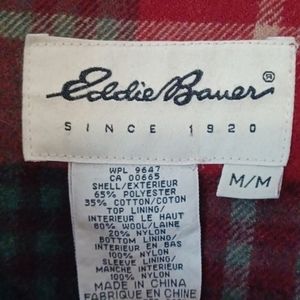 Eddie Bauer®
SINCE 1920
M/M
WPL 9647
CA 00665
SHELL/EXTÉRIEUR
65% POLYESTER
35% COTTON/COTON
TOP LINING/
INTERIEUR LE HAUT
80% WOOL/LAINE
20% NYLON
BOTTOM LINING/
INTERIEUR EN BAS
100% NYLON
SLEEVE LINING/
MANCHE INTERIEUR
100% NYLON
MADE IN CHINA
FABRIQUE EN CHINE